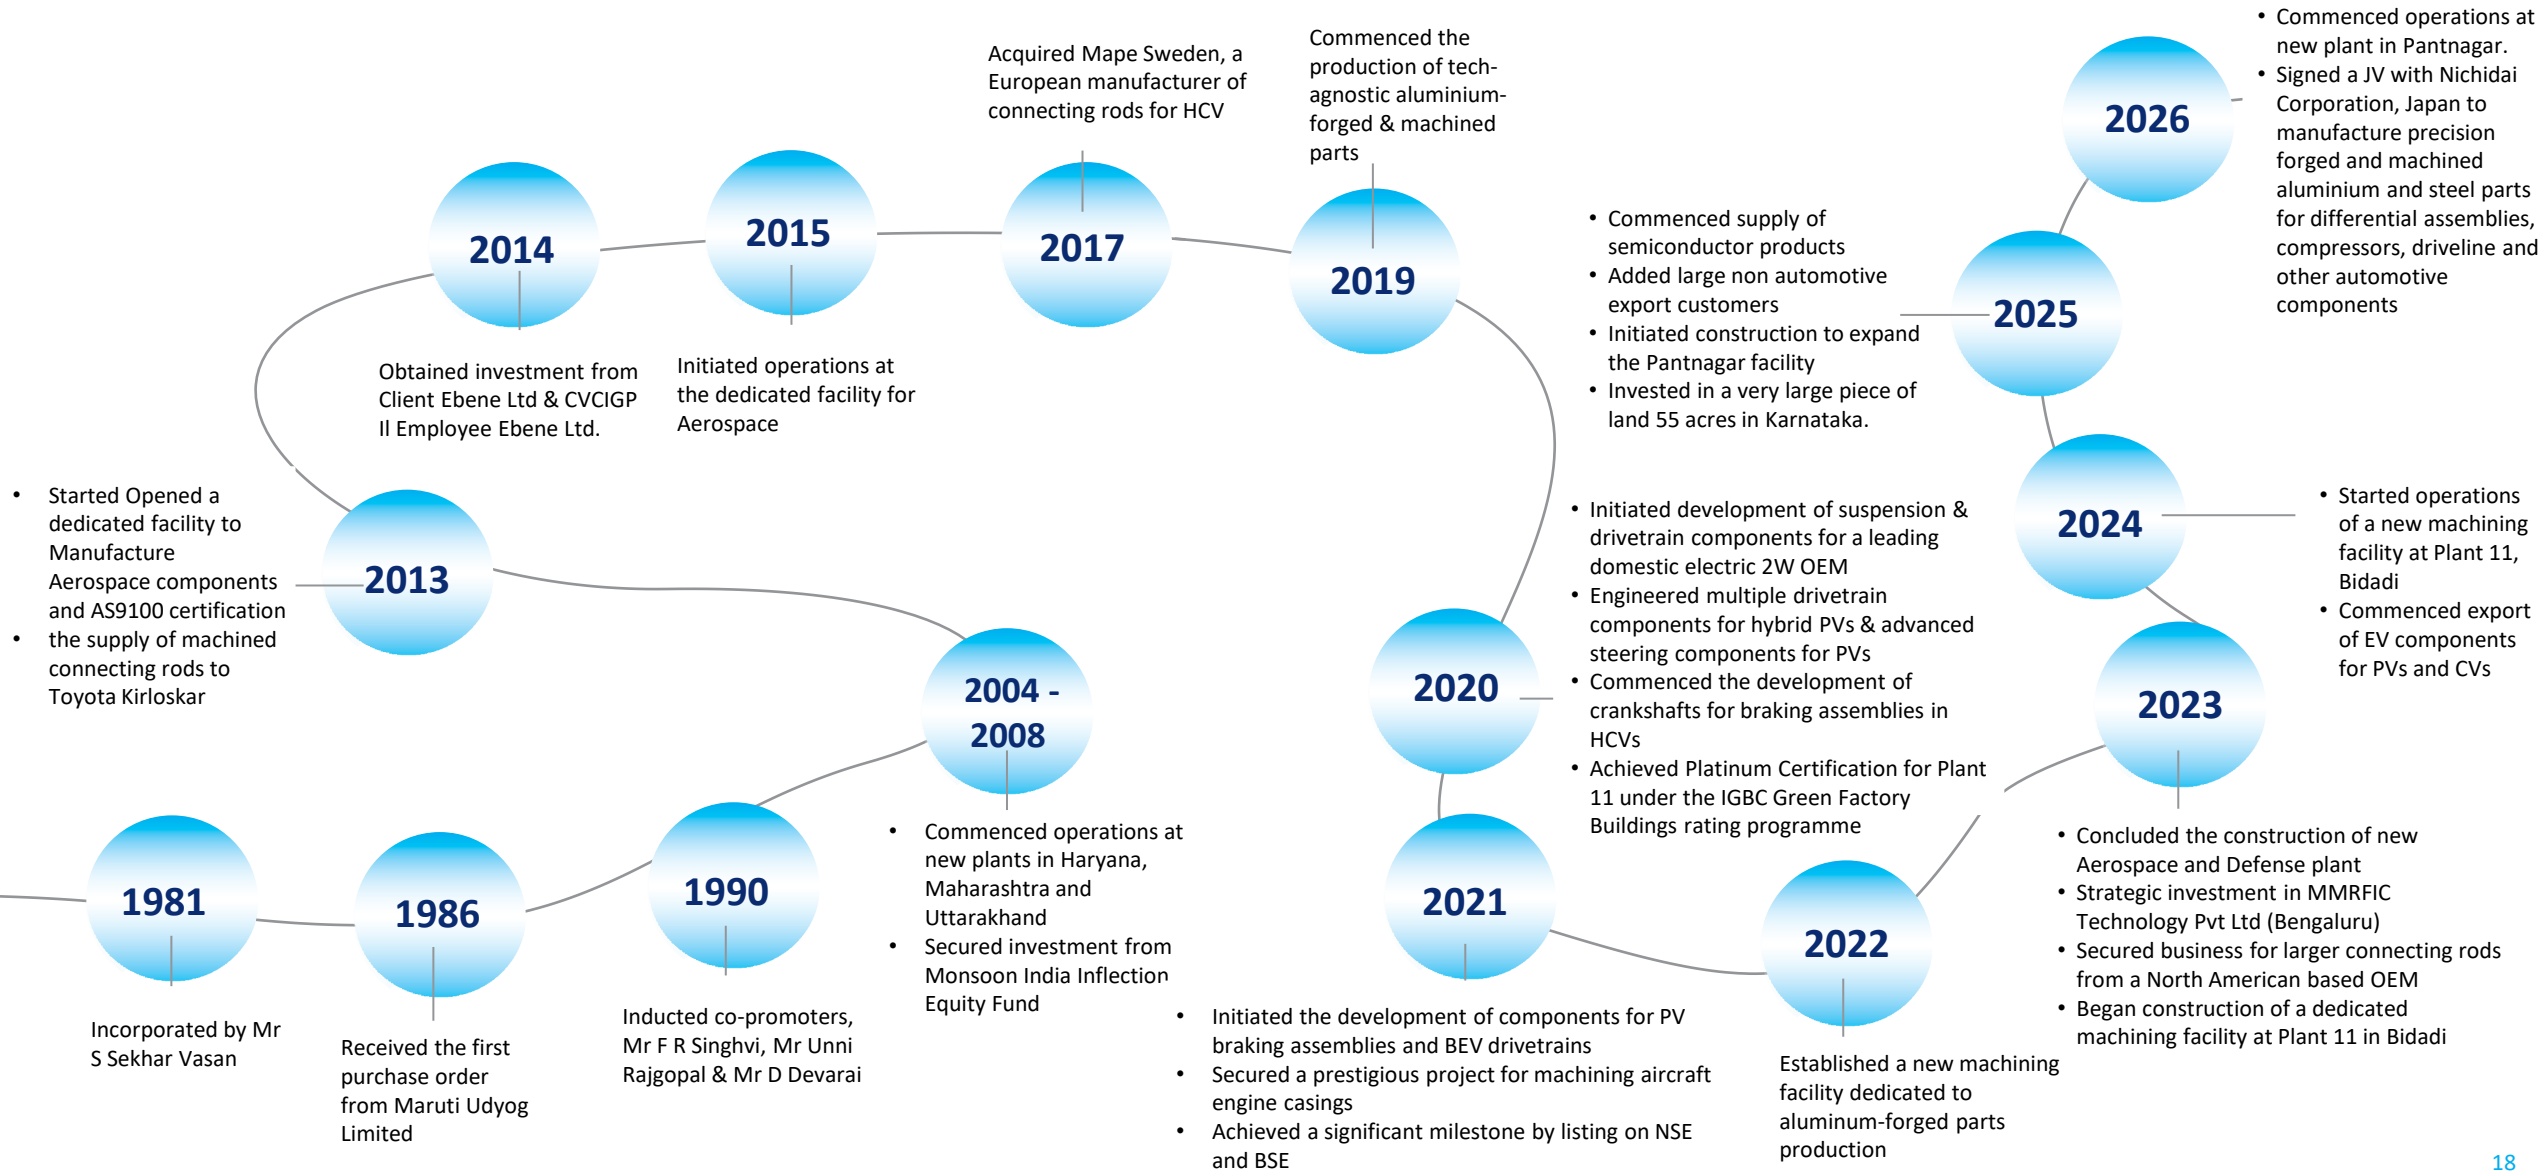 1981
Incorporated by Mr
S Sekhar Vasan
1986
Received the first
purchase order
from Maruti Udyog
Limited
1990
Inducted co-promoters,
Mr F R Singhvi, Mr Unni
Rajgopal & Mr D Devarai
2004 -
2008
• Commenced operations at
new plants in Haryana,
Maharashtra and
Uttarakhand
• Secured investment from
Monsoon India Inflection
Equity Fund
2013
• Started Opened a
dedicated facility to
Manufacture
Aerospace components
and AS9100 certification
• the supply of machined
connecting rods to
Toyota Kirloskar
2014
Obtained investment from
Client Ebene Ltd & CVCIGP
Il Employee Ebene Ltd.
2015
Initiated operations at
the dedicated facility for
Aerospace
Acquired Mape Sweden, a
European manufacturer of
connecting rods for HCV
2017
Commenced the
production of tech-
agnostic aluminium-
forged & machined
parts
2019
2020
• Initiated development of suspension &
drivetrain components for a leading
domestic electric 2W OEM
• Engineered multiple drivetrain
components for hybrid PVs & advanced
steering components for PVs
• Commenced the development of
crankshafts for braking assemblies in
HCVs
• Achieved Platinum Certification for Plant
11 under the IGBC Green Factory
Buildings rating programme
2021
• Initiated the development of components for PV
braking assemblies and BEV drivetrains
• Secured a prestigious project for machining aircraft
engine casings
• Achieved a significant milestone by listing on NSE
and BSE
2022
Established a new machining
facility dedicated to
aluminum-forged parts
production
2023
• Concluded the construction of new
Aerospace and Defense plant
• Strategic investment in MMRFIC
Technology Pvt Ltd (Bengaluru)
• Secured business for larger connecting rods
from a North American based OEM
• Began construction of a dedicated
machining facility at Plant 11 in Bidadi
2024
• Started operations
of a new machining
facility at Plant 11,
Bidadi
• Commenced export
of EV components
for PVs and CVs
• Commenced supply of
semiconductor products
• Added large non automotive
export customers
• Initiated construction to expand
the Pantnagar facility
• Invested in a very large piece of
land 55 acres in Karnataka.
2025
2026
• Commenced operations at
new plant in Pantnagar.
• Signed a JV with Nichidai
Corporation, Japan to
manufacture precision
forged and machined
aluminium and steel parts
for differential assemblies,
compressors, driveline and
other automotive
components
18